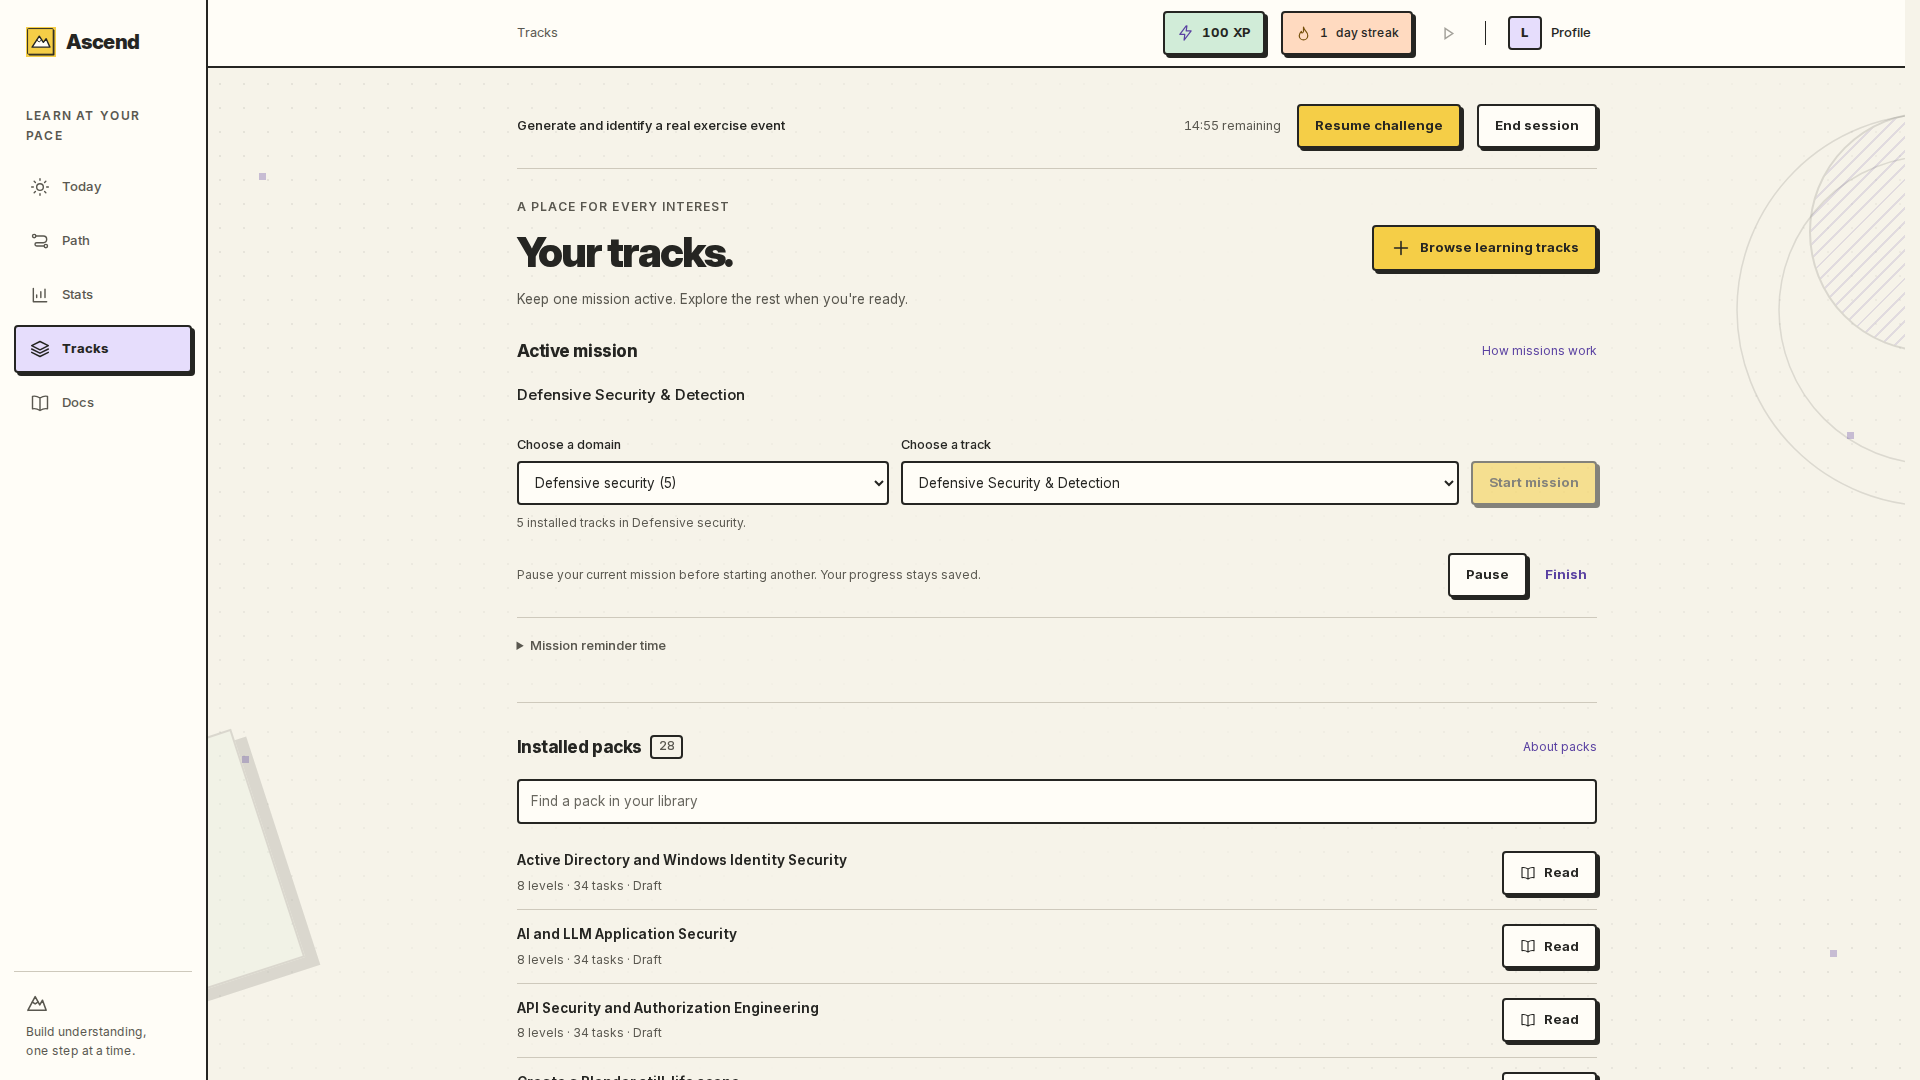 Ascend
Tracks
100 XP
1 day streak
L
Profile
LEARN AT YOUR
PACE
Today
Path
Stats
Tracks
Docs
Build understanding,
one step at a time.
Generate and identify a real exercise event
14:55 remaining
Resume challenge
End session
A PLACE FOR EVERY INTEREST
Your tracks.
Browse learning tracks
Keep one mission active. Explore the rest when you're ready.
Active mission
How missions work
Defensive Security & Detection
Choose a domain
Choose a track
Defensive security (5)
Defensive Security & Detection
Start mission
5 installed tracks in Defensive security.
Pause your current mission before starting another. Your progress stays saved.
Pause
Finish
Mission reminder time
Installed packs 28
About packs
Find a pack in your library
Active Directory and Windows Identity Security
8 levels · 34 tasks · Draft
Read
AI and LLM Application Security
8 levels · 34 tasks · Draft
Read
API Security and Authorization Engineering
8 levels · 34 tasks · Draft
Read
Create a Blender still-life scene